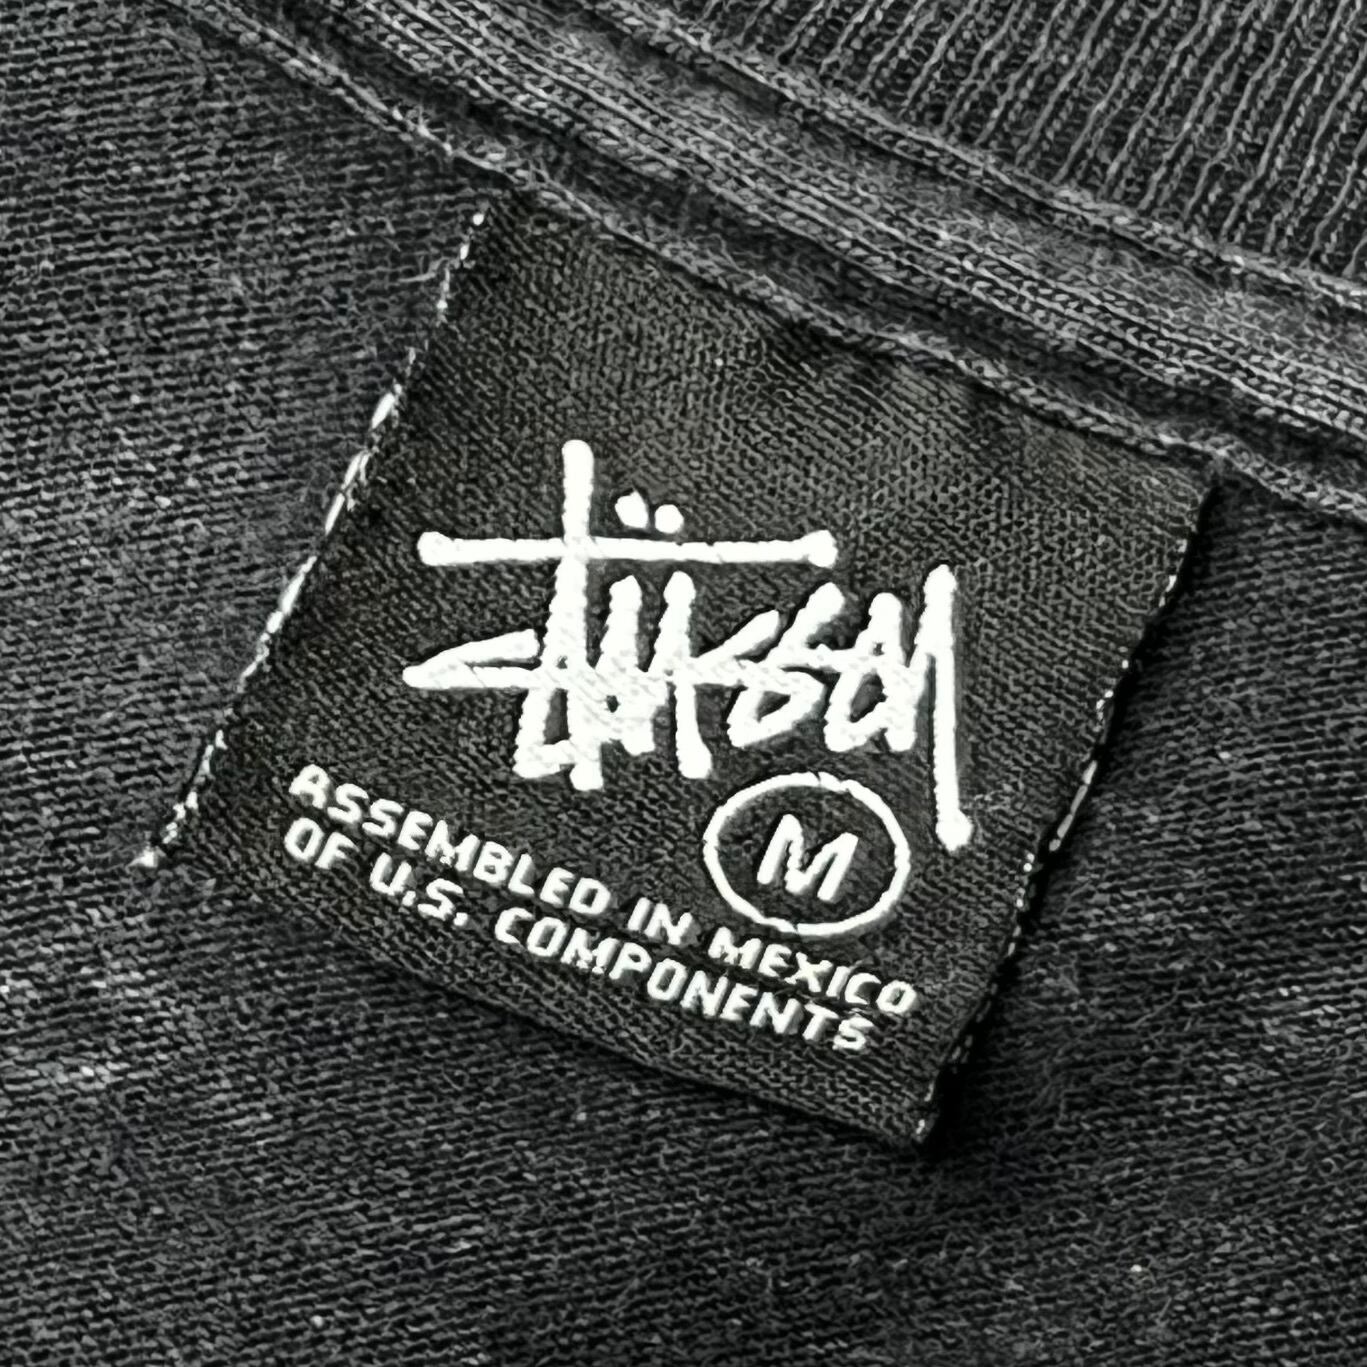 Stüssy
M
ASSEMBLED IN MEXICO
OF U.S. COMPONENTS